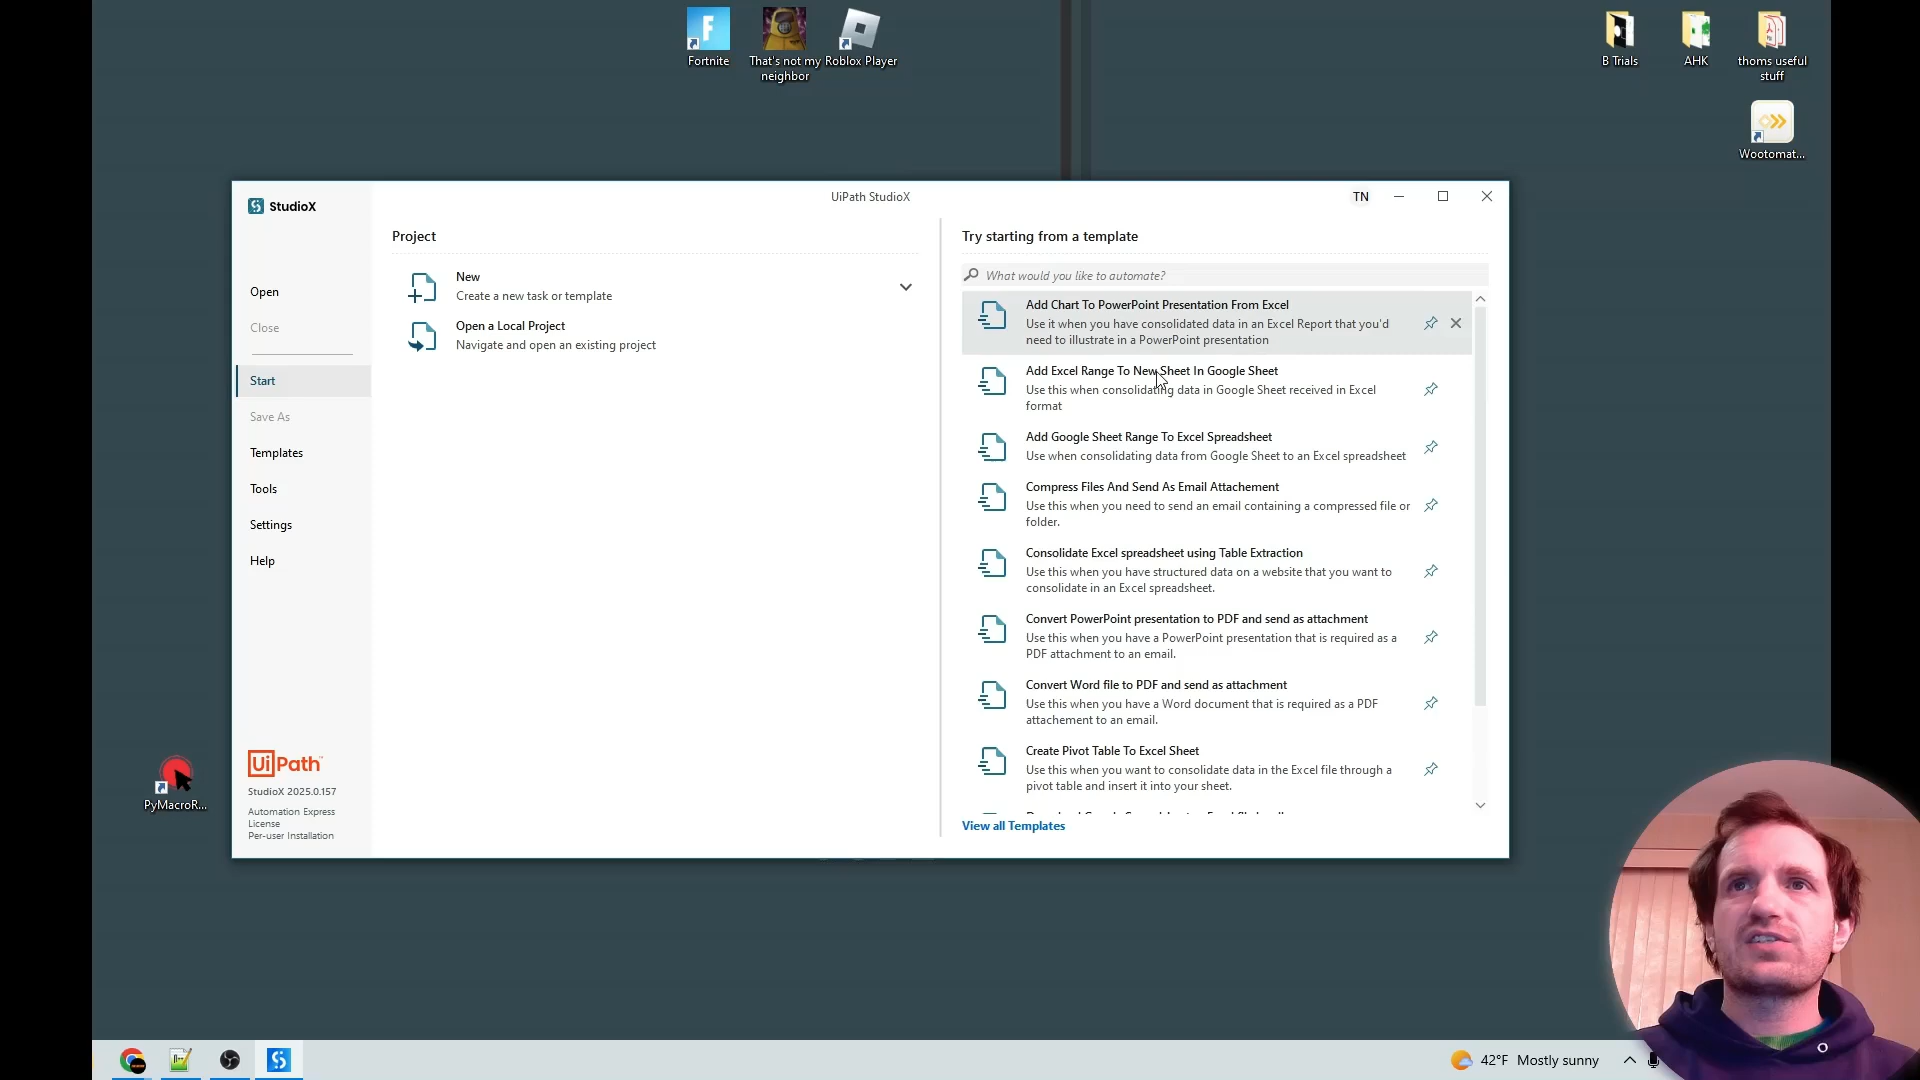 Fortnite
That's not my
neighbor
Roblox Player
B Trials
AHK
thoms useful
stuff
Wootomat...
StudioX
UiPath StudioX
TN
Open
Close
Start
Save As
Templates
Tools
Settings
Help
UiPath
StudioX 2025.0.157
Automation Express
License
Per-user Installation
Project
New
Create a new task or template
Open a Local Project
Navigate and open an existing project
Try starting from a template
What would you like to automate?
Add Chart To PowerPoint Presentation From Excel
Use it when you have consolidated data in an Excel Report that you'd
need to illustrate in a PowerPoint presentation
Add Excel Range To New Sheet In Google Sheet
Use this when consolidating data in Google Sheet received in Excel
format
Add Google Sheet Range To Excel Spreadsheet
Use when consolidating data from Google Sheet to an Excel spreadsheet
Compress Files And Send As Email Attachement
Use this when you need to send an email containing a compressed file or
folder.
Consolidate Excel spreadsheet using Table Extraction
Use this when you have structured data on a website that you want to
consolidate in an Excel spreadsheet.
Convert PowerPoint presentation to PDF and send as attachment
Use this when you have a PowerPoint presentation that is required as a
PDF attachment to an email.
Convert Word file to PDF and send as attachment
Use this when you have a Word document that is required as a PDF
attachement to an email.
Create Pivot Table To Excel Sheet
Use this when you want to consolidate data in the Excel file through a
pivot table and insert it into your sheet.
View all Templates
PyMacroR...
42°F Mostly sunny